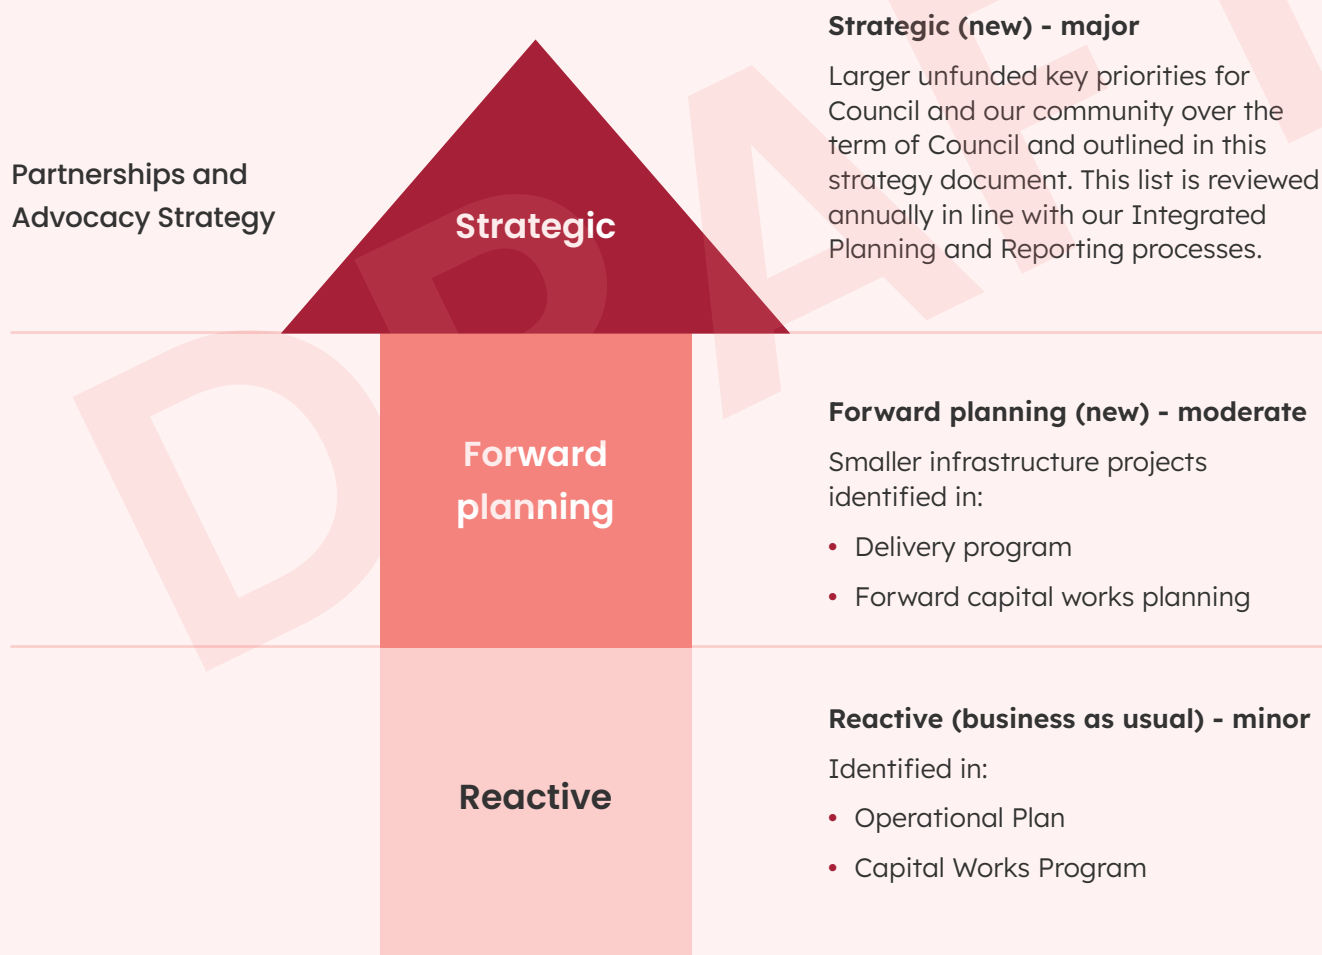 Partnerships and
Advocacy Strategy
Strategic
Strategic (new) - major
Larger unfunded key priorities for
Council and our community over the
term of Council and outlined in this
strategy document. This list is reviewed
annually in line with our Integrated
Planning and Reporting processes.
Forward
planning
Forward planning (new) - moderate
Smaller infrastructure projects
identified in:
• Delivery program
• Forward capital works planning
Reactive
Reactive (business as usual) - minor
Identified in:
• Operational Plan
• Capital Works Program
DRAFT